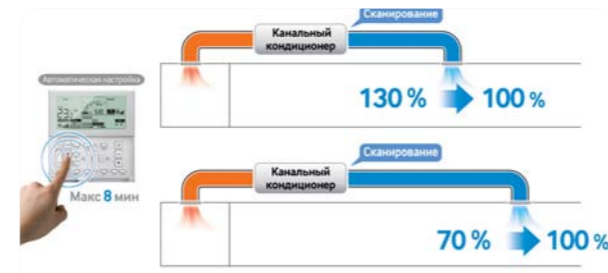 Сканирование
Канальный
кондиционер
130 % 100 %
Автоматическая настройка
Макс 8 мин
Сканирование
Канальный
кондиционер
70 % 100 %